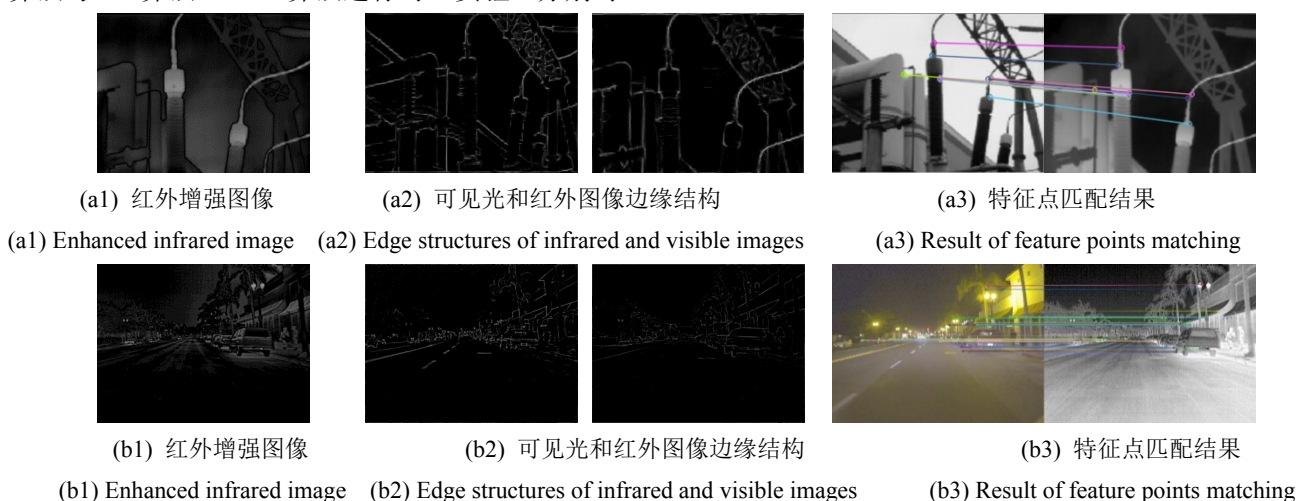 (a1) 红外增强图像
(a2) 可见光和红外图像边缘结构
(a3) 特征点匹配结果
(a1) Enhanced infrared image
(a2) Edge structures of infrared and visible images
(a3) Result of feature points matching
(b1) 红外增强图像
(b2) 可见光和红外图像边缘结构
(b3) 特征点匹配结果
(b1) Enhanced infrared image
(b2) Edge structures of infrared and visible images
(b3) Result of feature points matching